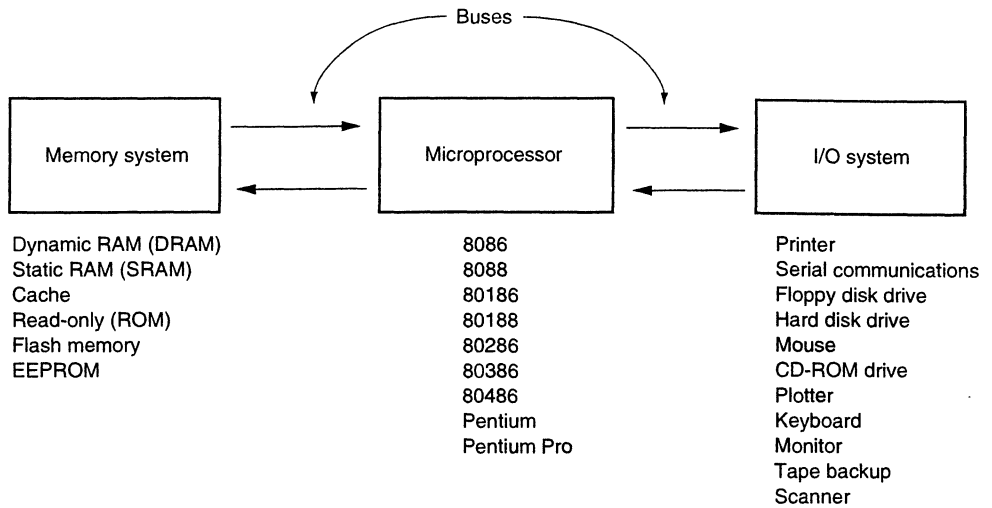 Buses
Memory system
Microprocessor
I/O system
Dynamic RAM (DRAM)
Static RAM (SRAM)
Cache
Read-only (ROM)
Flash memory
EEPROM
8086
8088
80186
80188
80286
80386
80486
Pentium
Pentium Pro
Printer
Serial communications
Floppy disk drive
Hard disk drive
Mouse
CD-ROM drive
Plotter
Keyboard
Monitor
Tape backup
Scanner